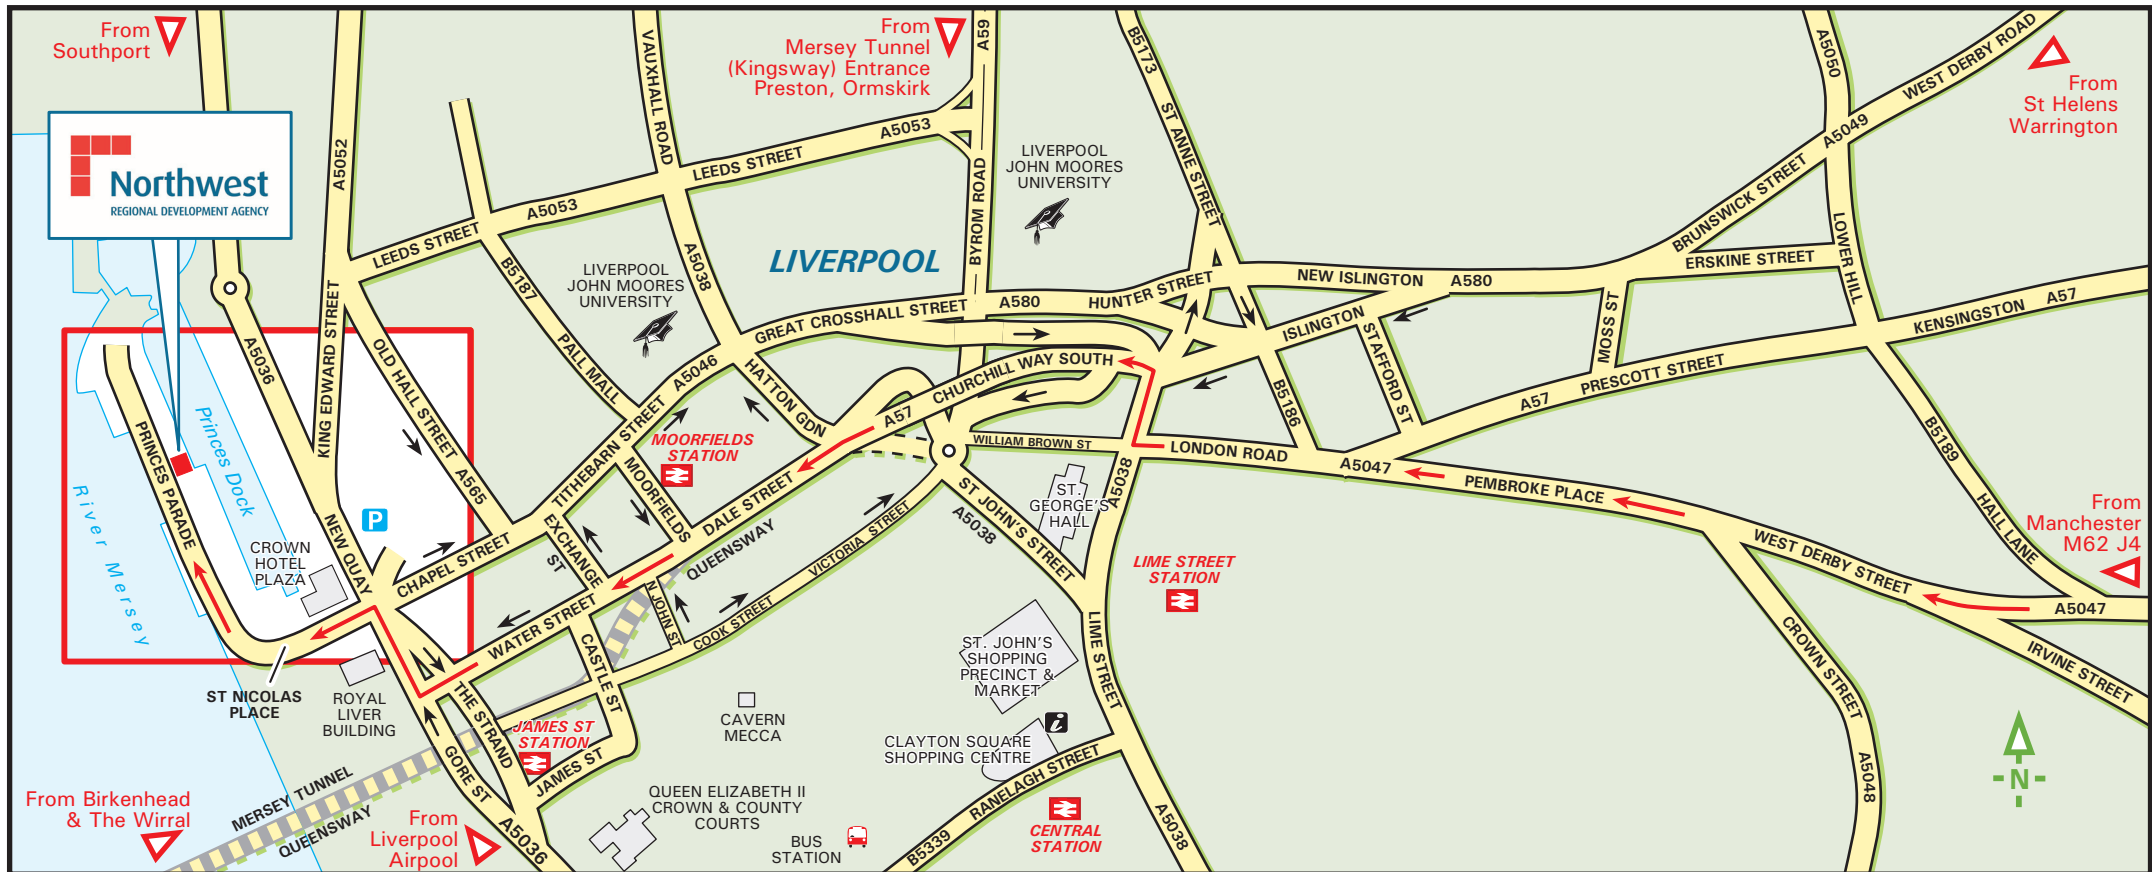 From
Southport
Northwest
REGIONAL DEVELOPMENT AGENCY
A5052
VAUXHALL ROAD
From
Mersey Tunnel
(Kingsway) Entrance
Preston, Ormskirk
A59
B5173
ST ANNE STREET
A5050
WEST DERBY ROAD
From
St Helens
Warrington
A5049
BRUNSWICK STREET
ERSKINE STREET
LOWER HILL
LEEDS STREET
A5053
LEEDS STREET
A5053
BYROM ROAD
LIVERPOOL
JOHN MOORES
UNIVERSITY
LIVERPOOL
LIVERPOOL
JOHN MOORES
UNIVERSITY
B5187
PALL MALL
A5038
A5036
KING EDWARD STREET
OLD HALL STREET
A565
GREAT CROSSHALL STREET
A580
HUNTER STREET
NEW ISLINGTON
A580
ISLINGTON
STAFFORD ST
MOSS ST
KENSINGTON
A57
PRESCOTT STREET
A57
B5186
CHURCHILL WAY SOUTH
A57
HATTON GDN
A5046
TITHEBARN STREET
MOORFIELDS
STATION
MOORFIELDS
DALE STREET
QUEENSWAY
WILLIAM BROWN ST
LONDON ROAD
A5047
PEMBROKE PLACE
WEST DERBY STREET
A5047
B5189
HALL LANE
From
Manchester
M62 J4
IRVINE STREET
CROWN STREET
A5048
N
PRINCES PARADE
Princes Dock
River Mersey
P
CROWN
HOTEL
PLAZA
NEW QUAY
CHAPEL STREET
EXCHANGE
ST
WATER STREET
N JOHN ST
COOK STREET
VICTORIA STREET
ST JOHN'S STREET
A5038
ST.
GEORGE'S
HALL
A5038
LIME STREET
STATION
LIME STREET
ST. JOHN'S
SHOPPING
PRECINCT &
MARKET
i
CLAYTON SQUARE
SHOPPING CENTRE
RANELAGH STREET
B5339
CENTRAL
STATION
A5038
ST NICOLAS
PLACE
ROYAL
LIVER
BUILDING
THE STRAND
CASTLE ST
JAMES ST
STATION
JAMES ST
GORE ST
A5036
CAVERN
MECCA
QUEEN ELIZABETH II
CROWN & COUNTY
COURTS
BUS
STATION
MERSEY TUNNEL
QUEENSWAY
From Birkenhead
& The Wirral
From
Liverpool
Airpool